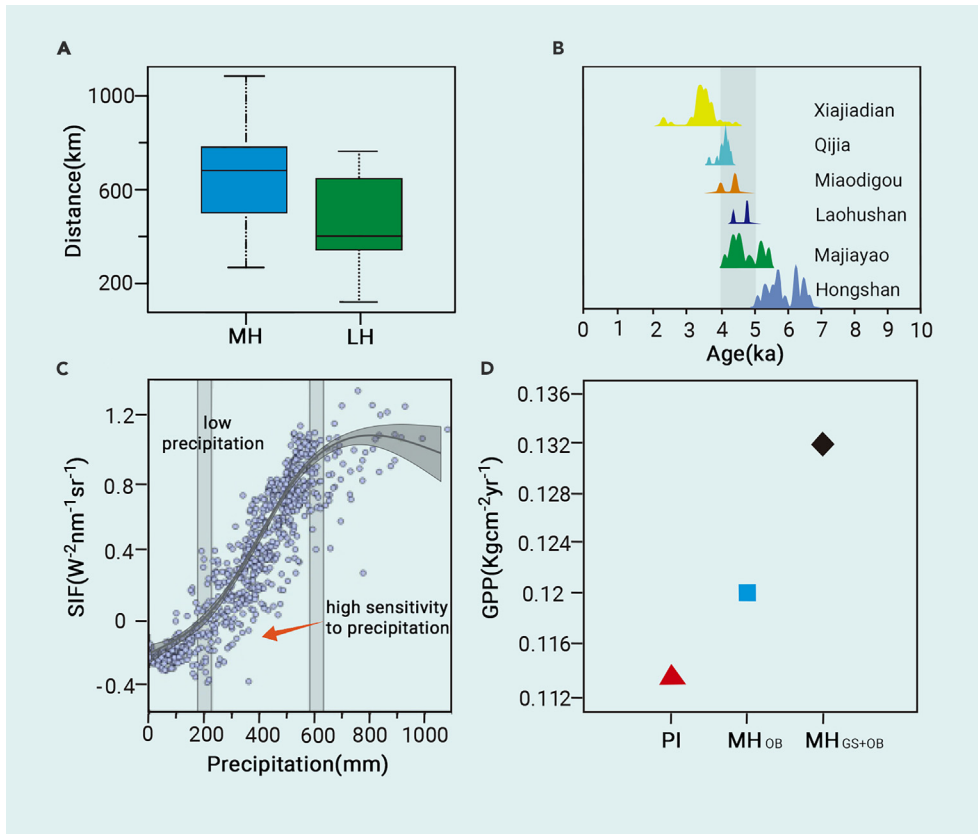 A
Distance(km)
1000
600
200
MH
LH
B
Xiajiadian
Qijia
Miaodigou
Laohushan
Majiayao
Hongshan
0 1 2 3 4 5 6 7 8 9 10
Age(ka)
C
SIF(W⁻²nm⁻¹sr⁻¹)
1.2
0.8
0.4
0
-0.4
low
precipitation
high sensitivity
to precipitation
0 200 400 600 800 1000
Precipitation(mm)
D
GPP(Kgcm⁻²yr⁻¹)
0.136
0.132
0.128
0.124
0.12
0.116
0.112
PI
MH OB
MH GS+OB